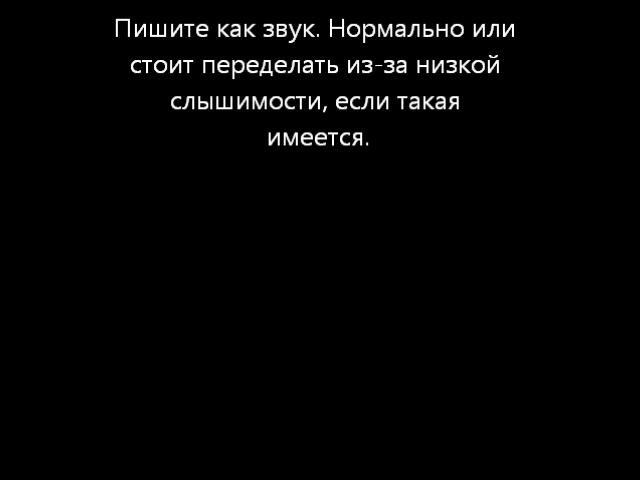 Пишите как звук. Нормально или
стоит переделать из-за низкой
слышимости, если такая
имеется.